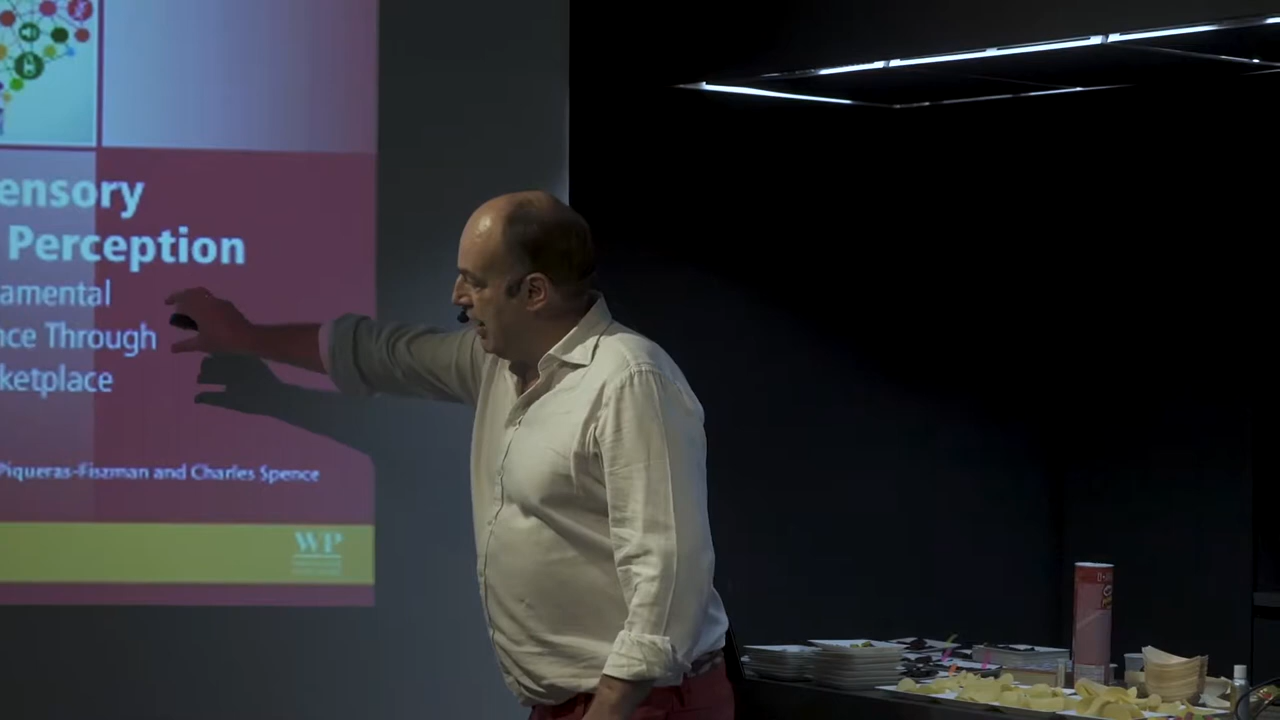 ensory
Perception
amental
nce Through
ketplace
Piqueras-Fiszman and Charles Spence
WP